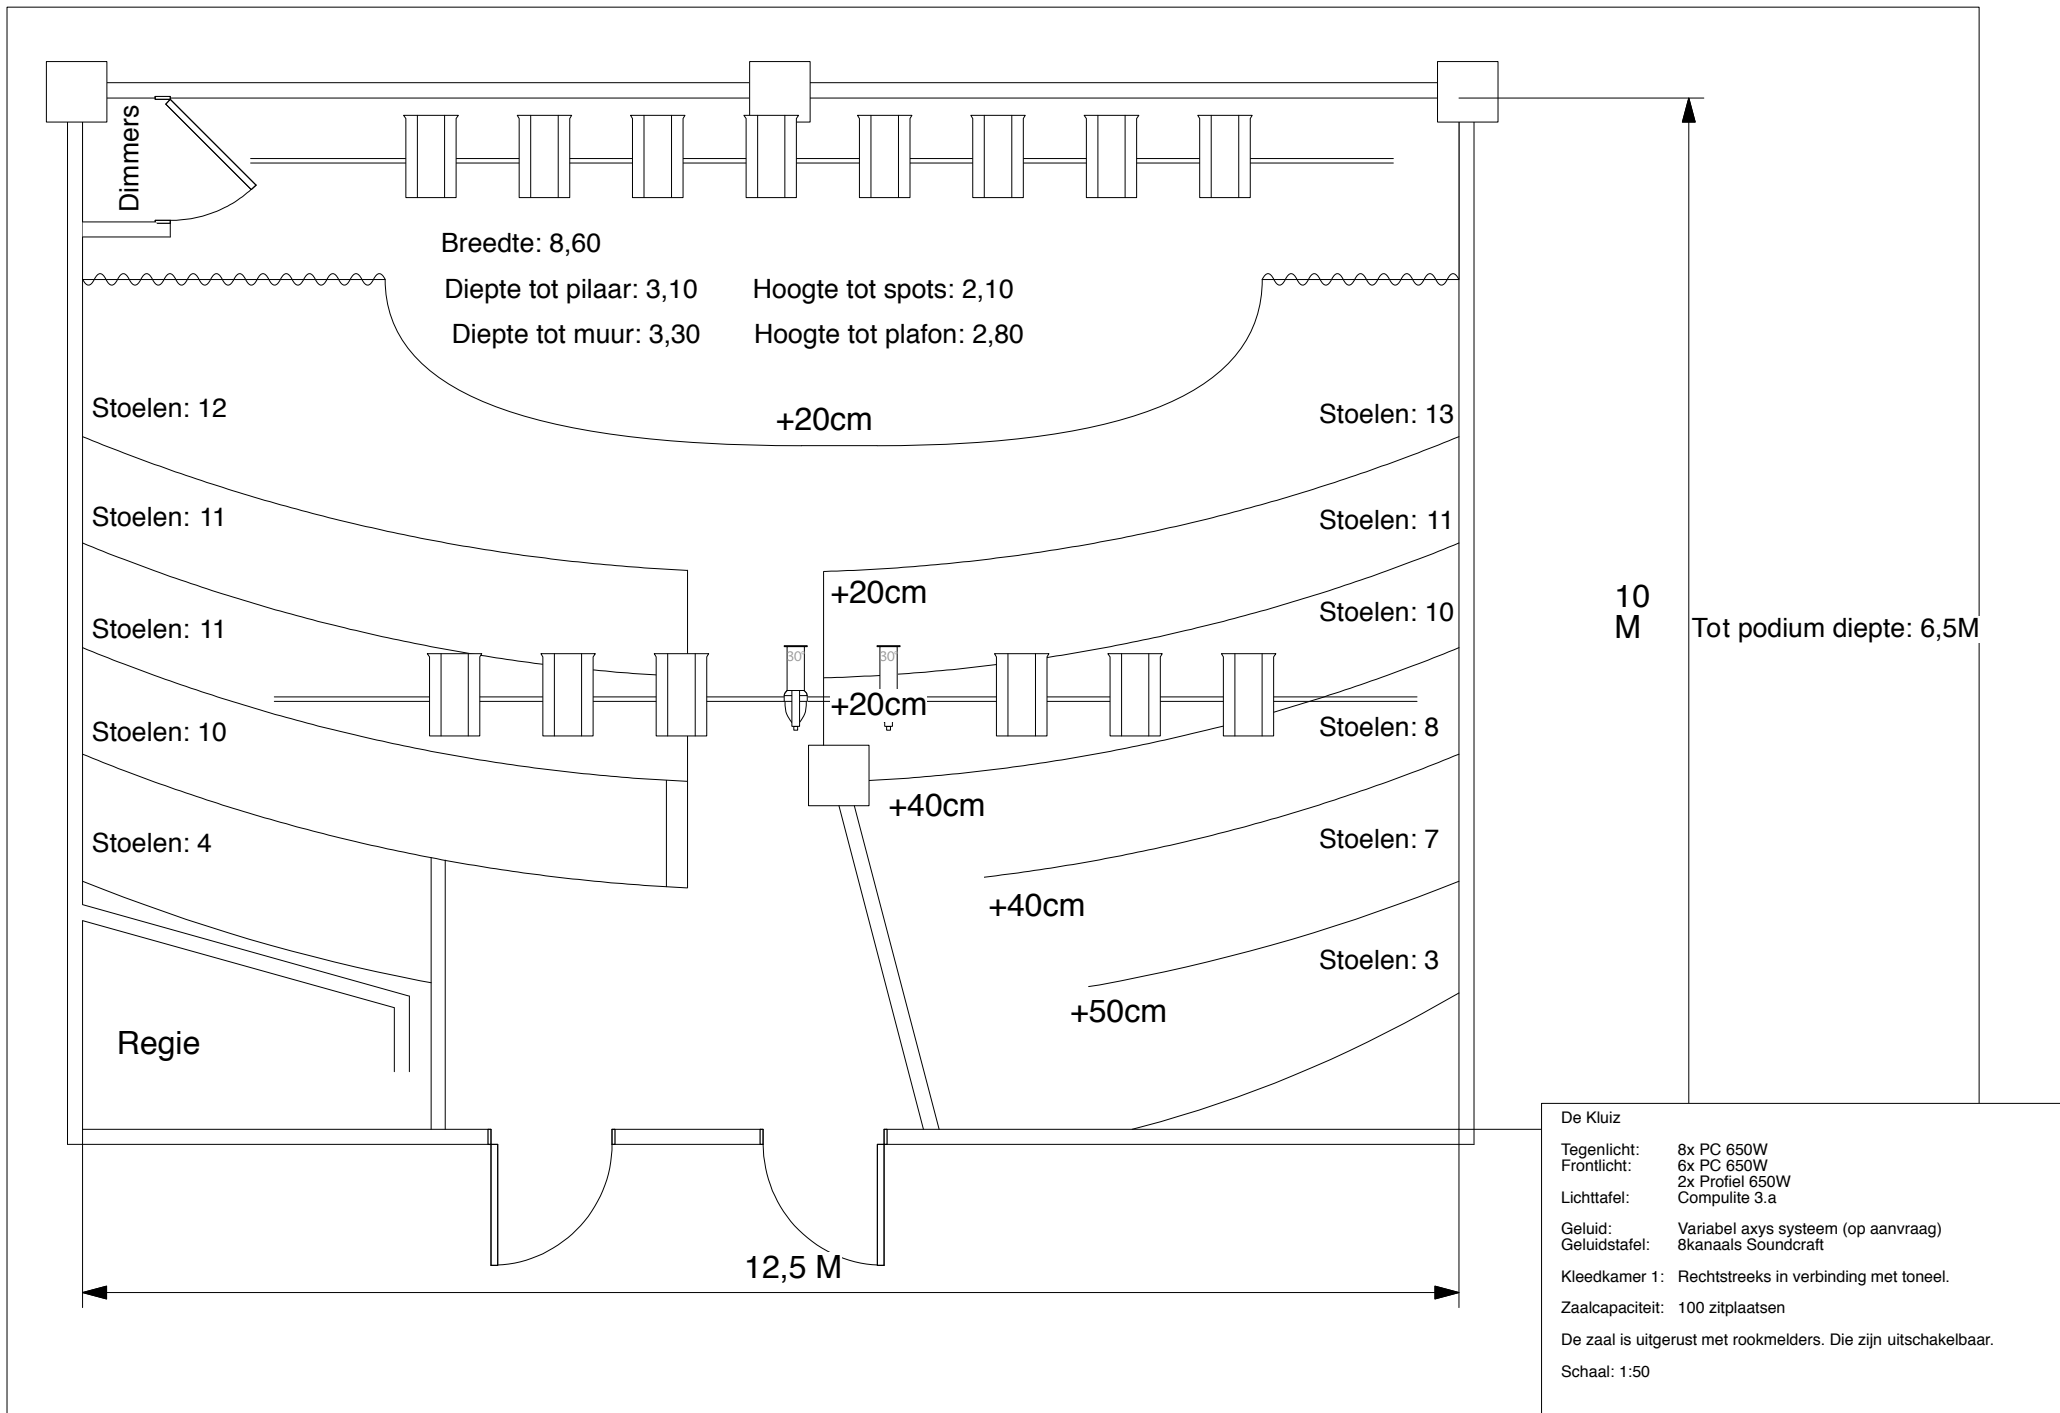 Dimmers
Breedte: 8,60
Diepte tot pilaar: 3,10
Hoogte tot spots: 2,10
Diepte tot muur: 3,30
Hoogte tot plafon: 2,80
+20cm
Stoelen: 12
Stoelen: 13
Stoelen: 11
Stoelen: 11
+20cm
Stoelen: 11
Stoelen: 10
10
M
Tot podium diepte: 6,5M
30°
30°
+20cm
Stoelen: 10
Stoelen: 8
+40cm
Stoelen: 4
Stoelen: 7
+40cm
Stoelen: 3
+50cm
Regie
12,5 M
De Kluiz
Tegenlicht: 8x PC 650W
Frontlicht: 6x PC 650W
2x Profiel 650W
Lichttafel: Compulite 3.a
Geluid: Variabel axys systeem (op aanvraag)
Geluidstafel: 8kanaals Soundcraft
Kleedkamer 1: Rechtstreeks in verbinding met toneel.
Zaalcapaciteit: 100 zitplaatsen
De zaal is uitgerust met rookmelders. Die zijn uitschakelbaar.
Schaal: 1:50